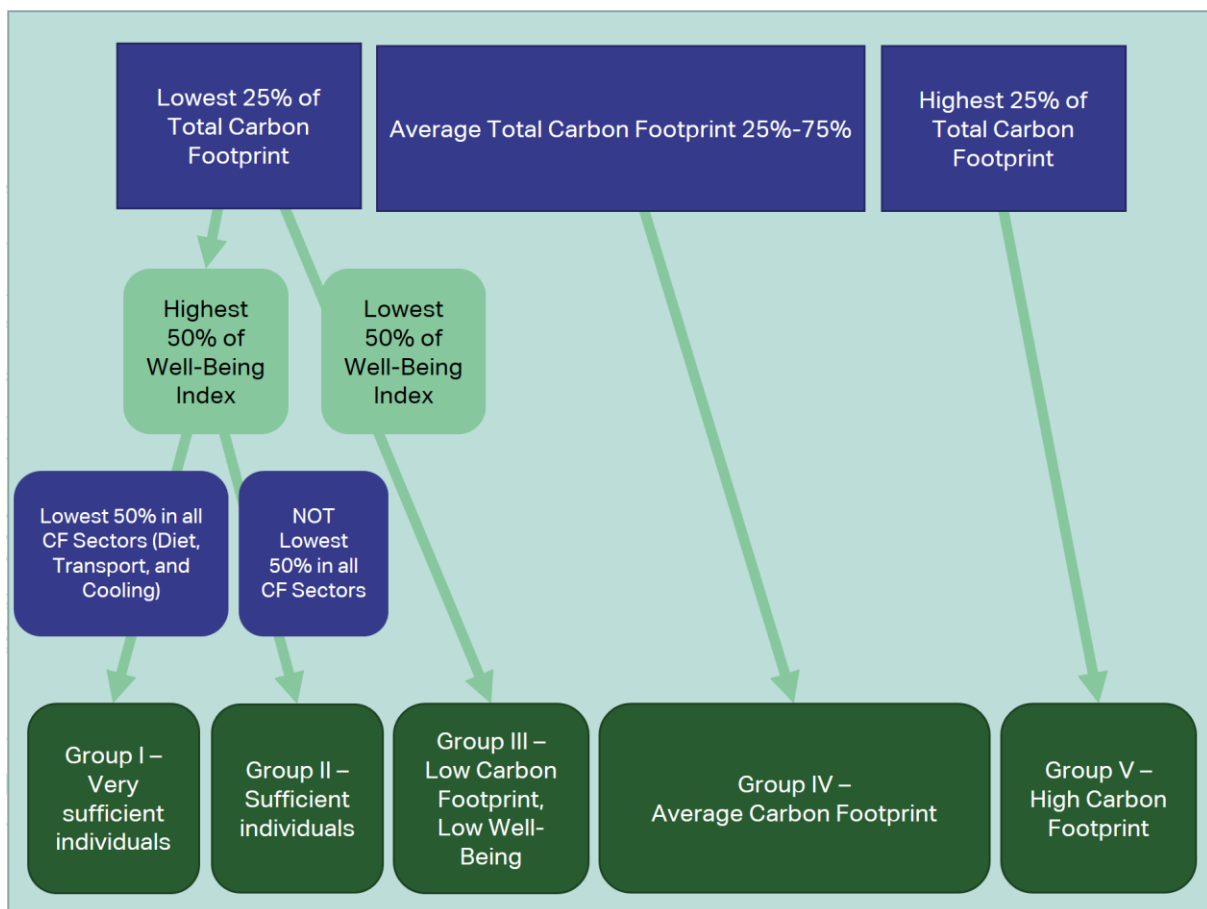 Lowest 25% of
Total Carbon
Footprint
Average Total Carbon Footprint 25%-75%
Highest 25% of
Total Carbon
Footprint
Highest
50% of
Well-Being
Index
Lowest
50% of
Well-Being
Index
Lowest 50% in all
CF Sectors (Diet,
Transport, and
Cooling)
NOT
Lowest
50% in all
CF Sectors
Group I –
Very
sufficient
individuals
Group II –
Sufficient
individuals
Group III –
Low Carbon
Footprint,
Low Well-
Being
Group IV –
Average Carbon Footprint
Group V –
High Carbon
Footprint